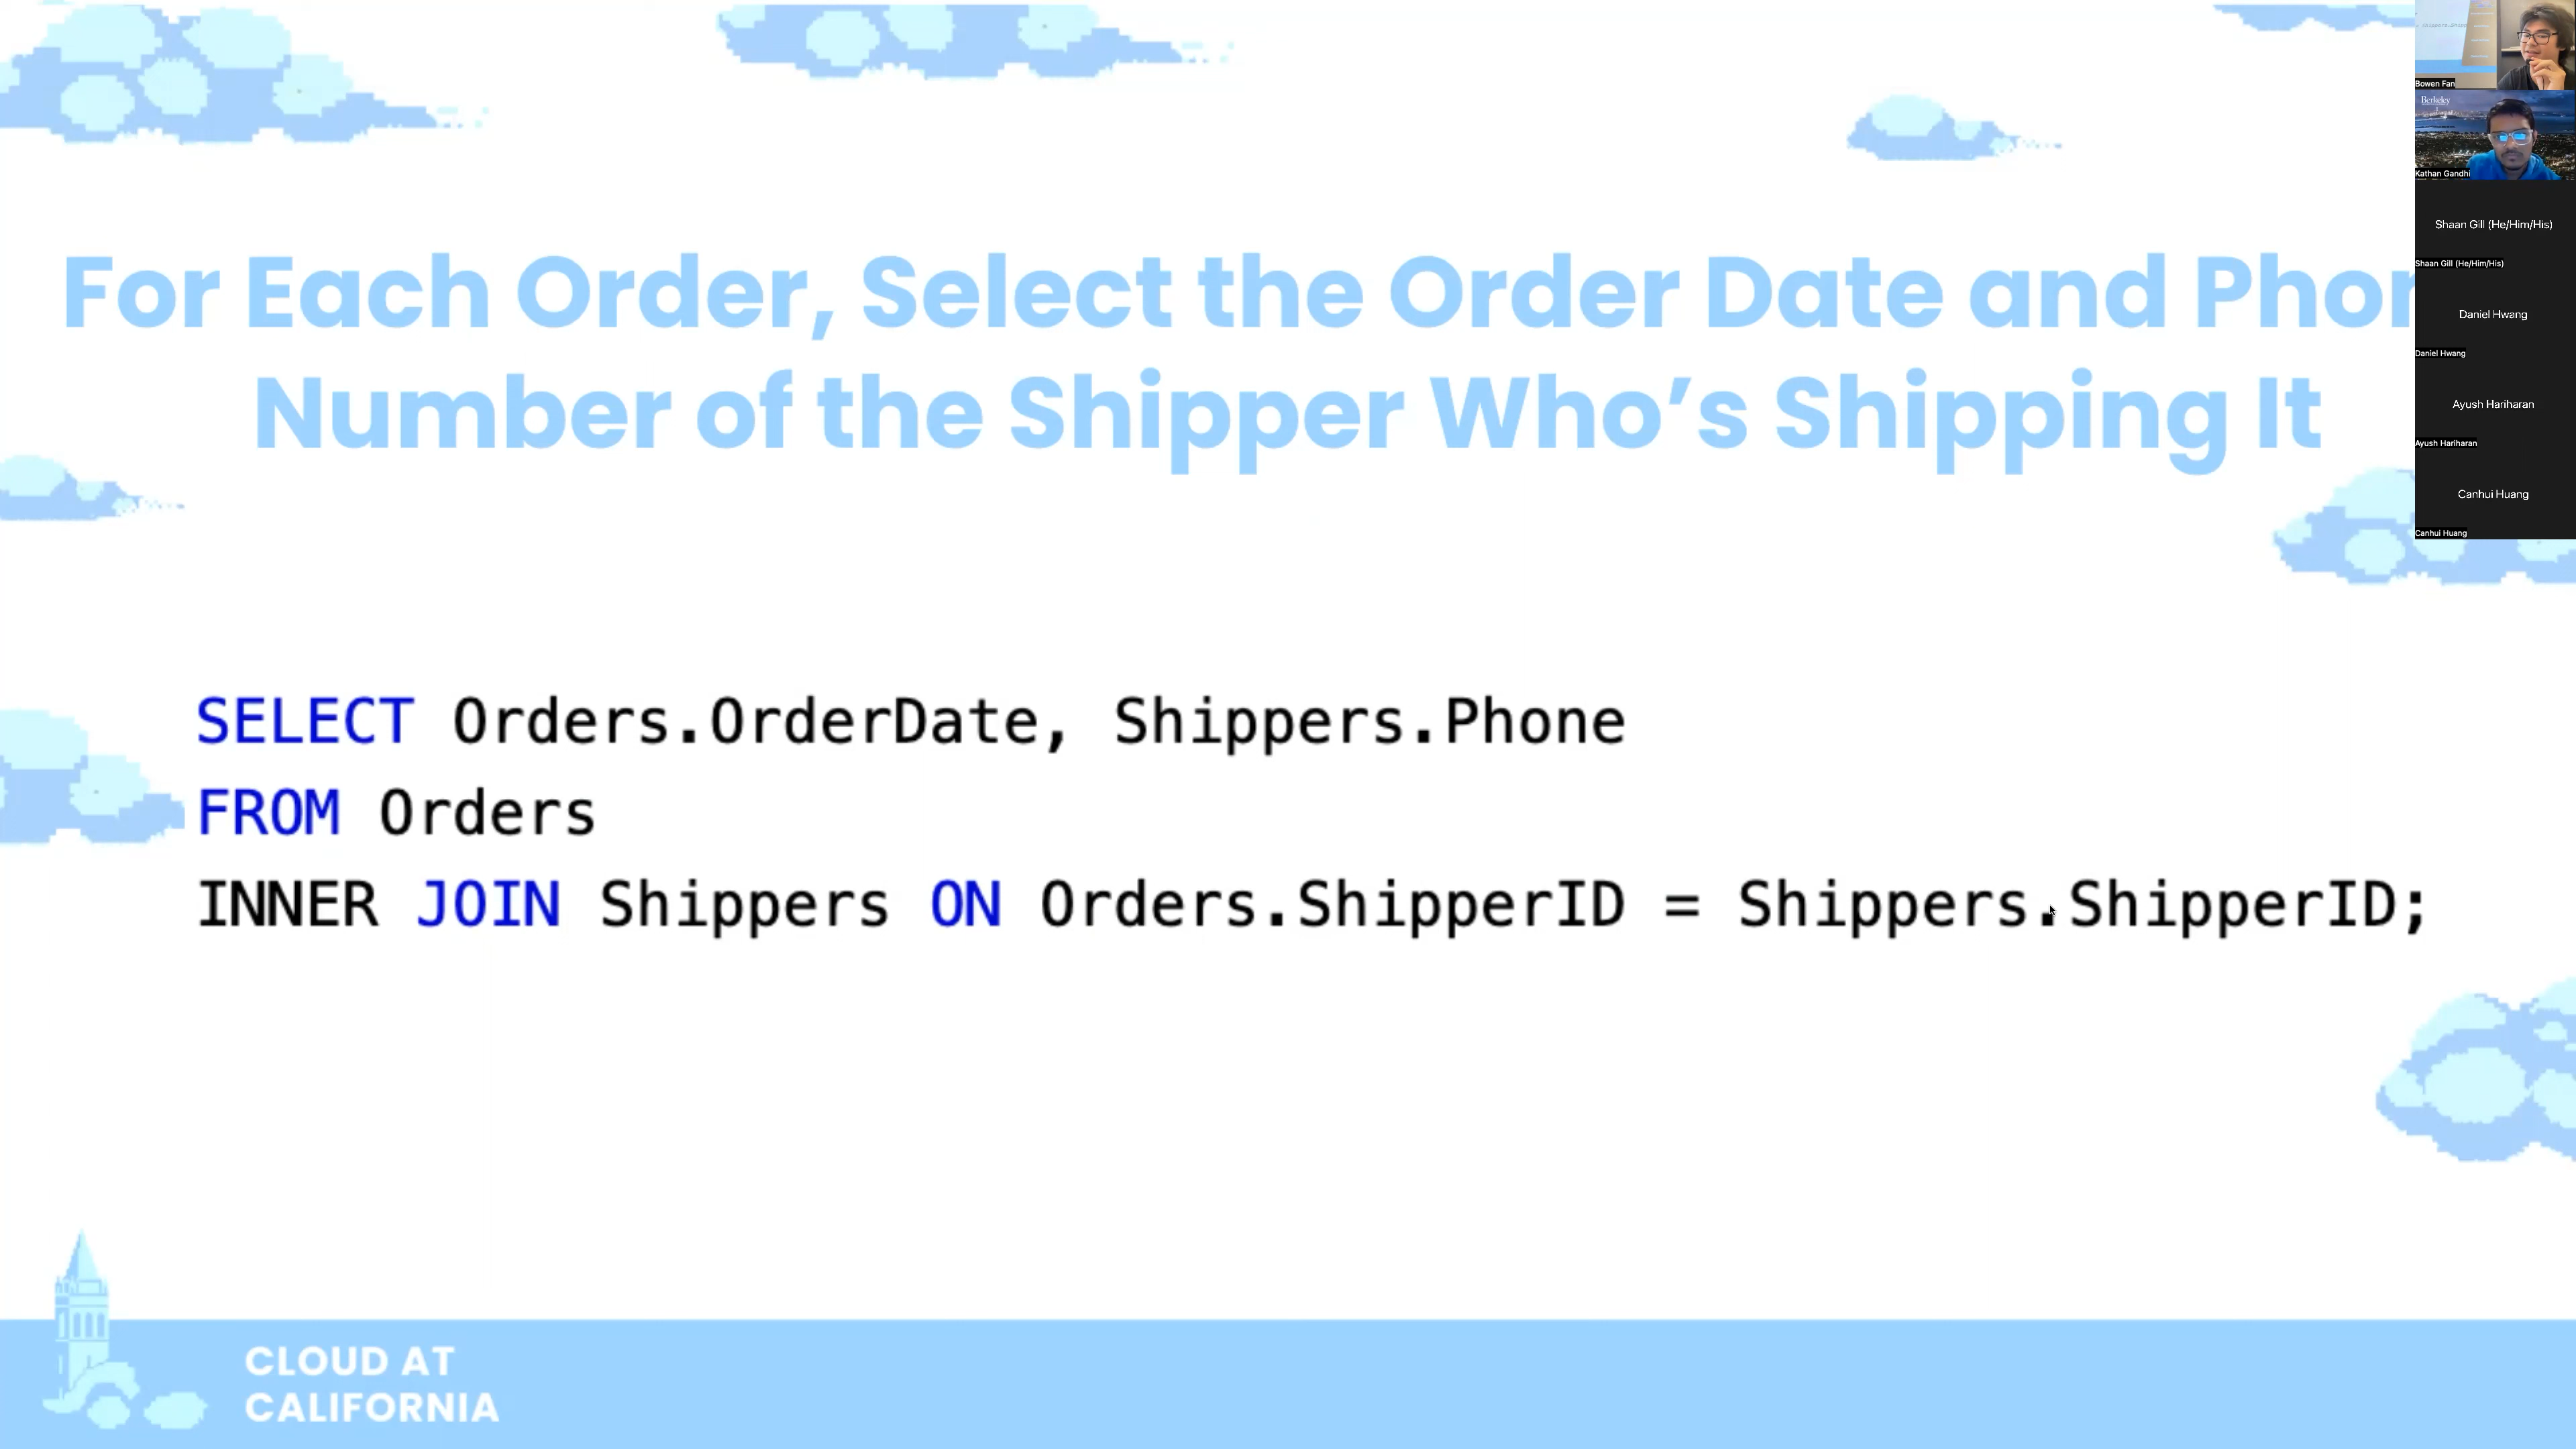 For Each Order, Select the Order Date and Phon
Number of the Shipper Who's Shipping It
SELECT Orders.OrderDate, Shippers.Phone
FROM Orders
INNER JOIN Shippers ON Orders.ShipperID = Shippers.ShipperID;
CLOUD AT
CALIFORNIA
Bowen Fan
Berkeley
Kathan Gandhi
Shaan Gill (He/Him/His)
Shaan Gill (He/Him/His)
Daniel Hwang
Daniel Hwang
Ayush Hariharan
Ayush Hariharan
Canhui Huang
Canhui Huang